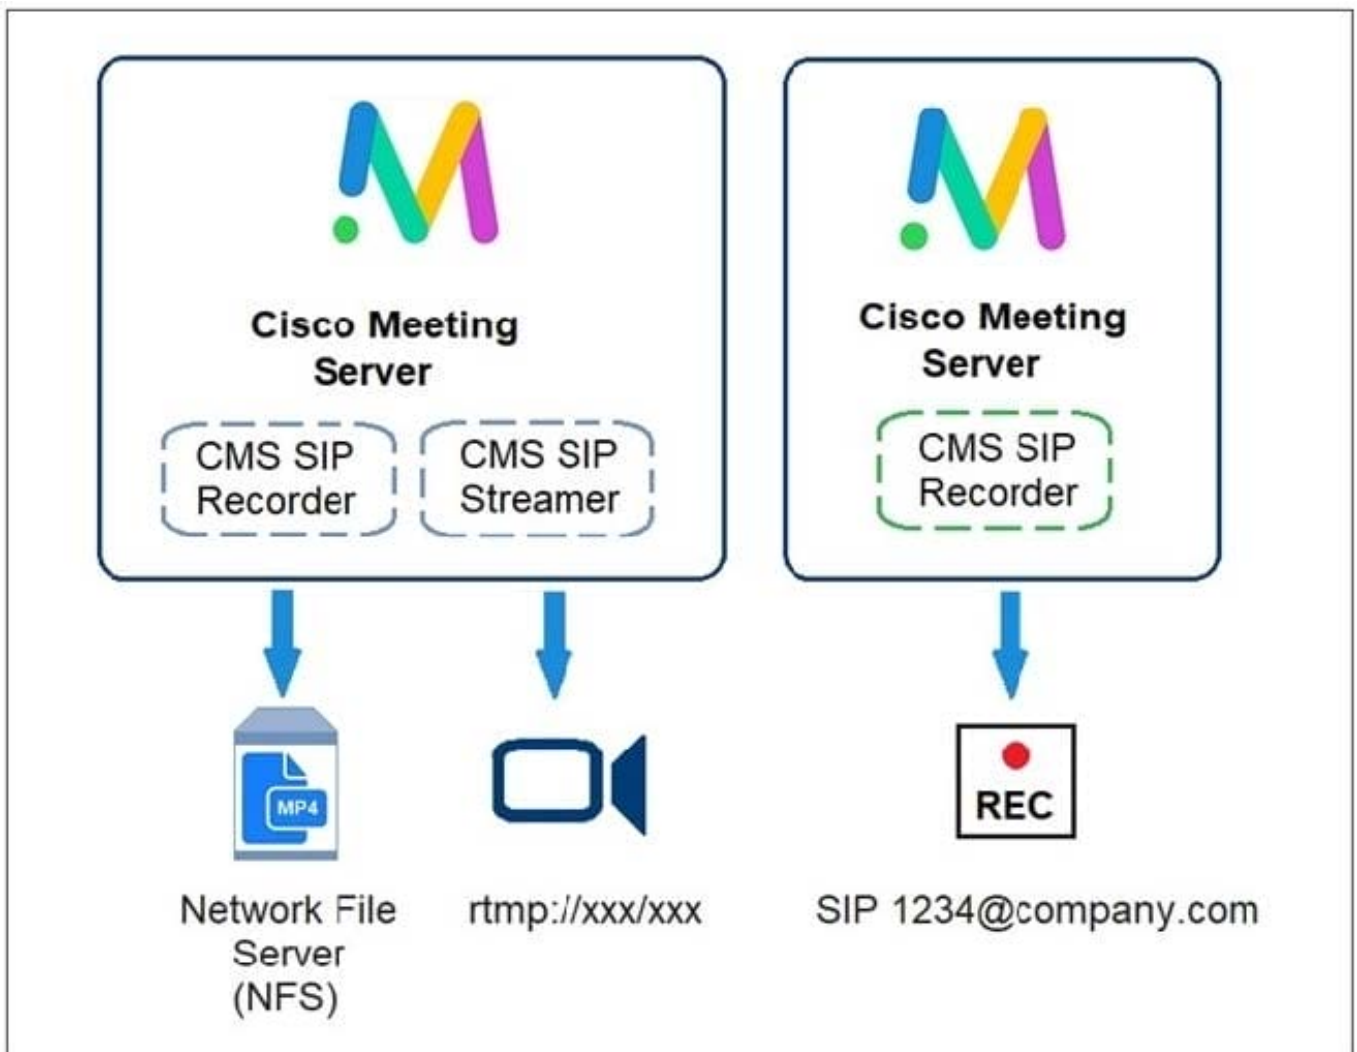 Cisco Meeting
Server
CMS SIP
Recorder
CMS SIP
Streamer
MP4
Network File
Server
(NFS)
rtmp://xxx/xxx
Cisco Meeting
Server
CMS SIP
Recorder
REC
SIP 1234@company.com